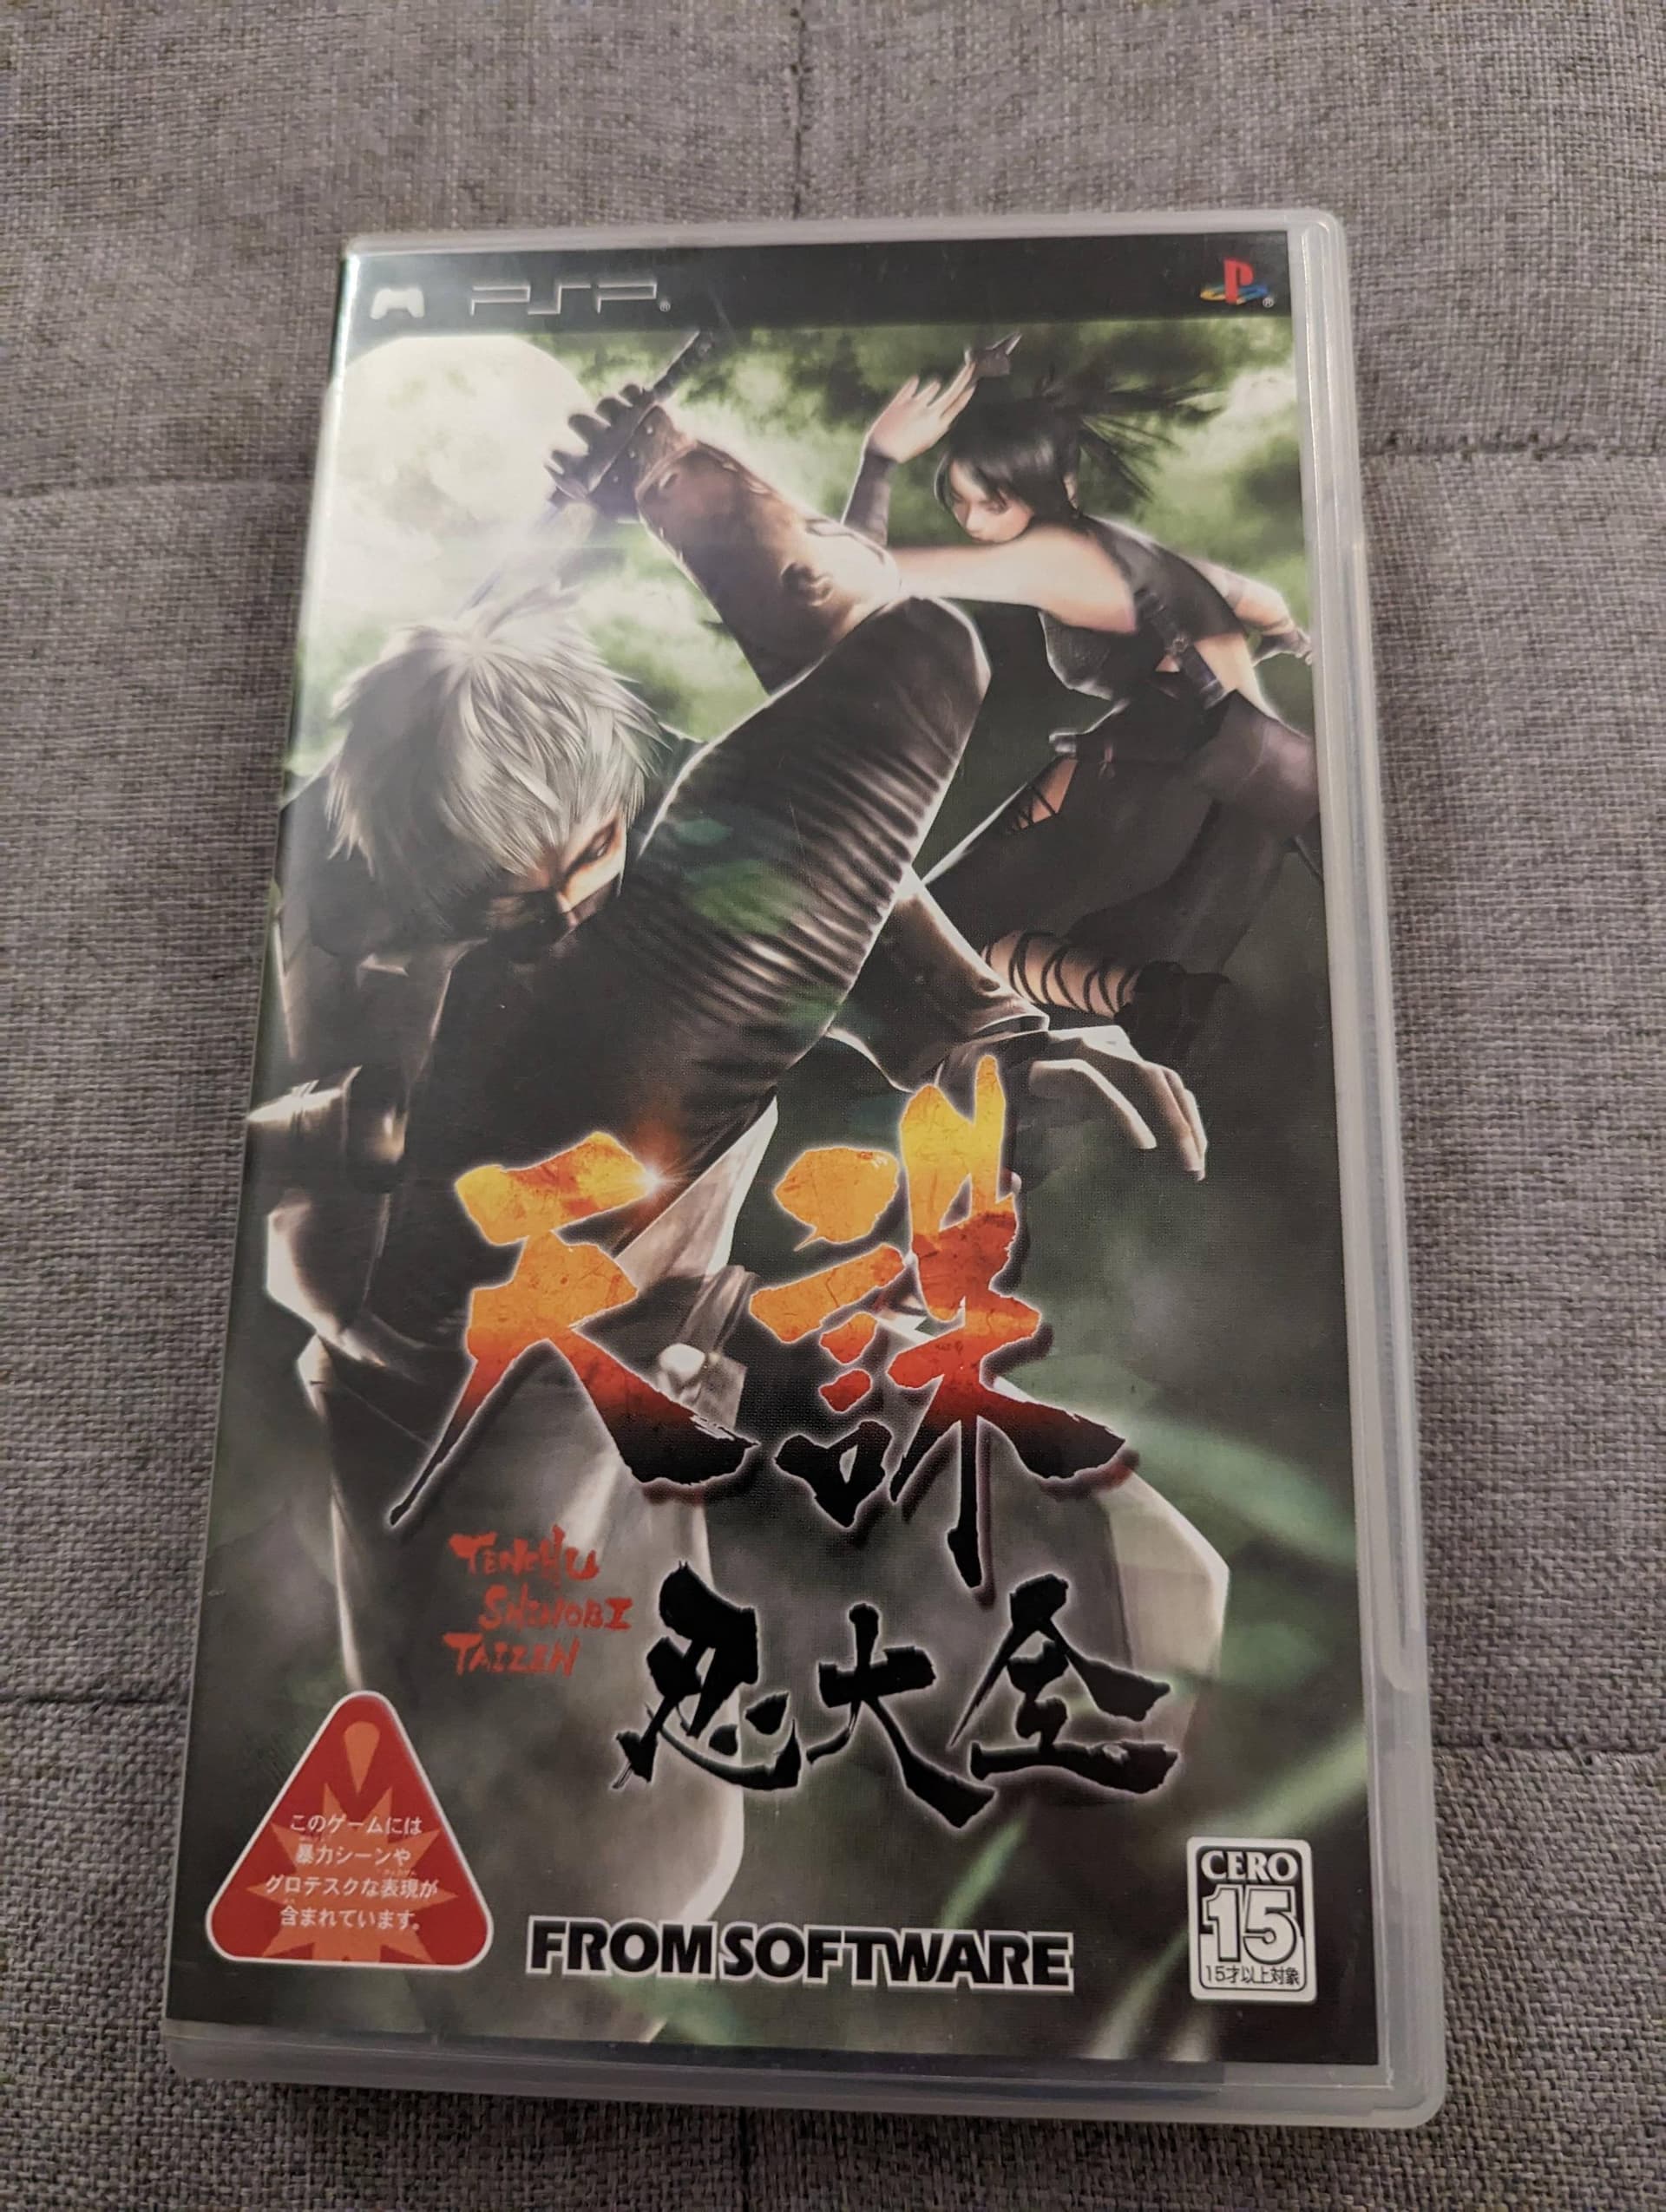 PSP®
天誅
TENCHU
SHINOBI
TAIZEN
忍大全
このゲームには
暴力シーンや
グロテスクな表現が
含まれています。
FROMSOFTWARE
CERO
15
15才以上対象